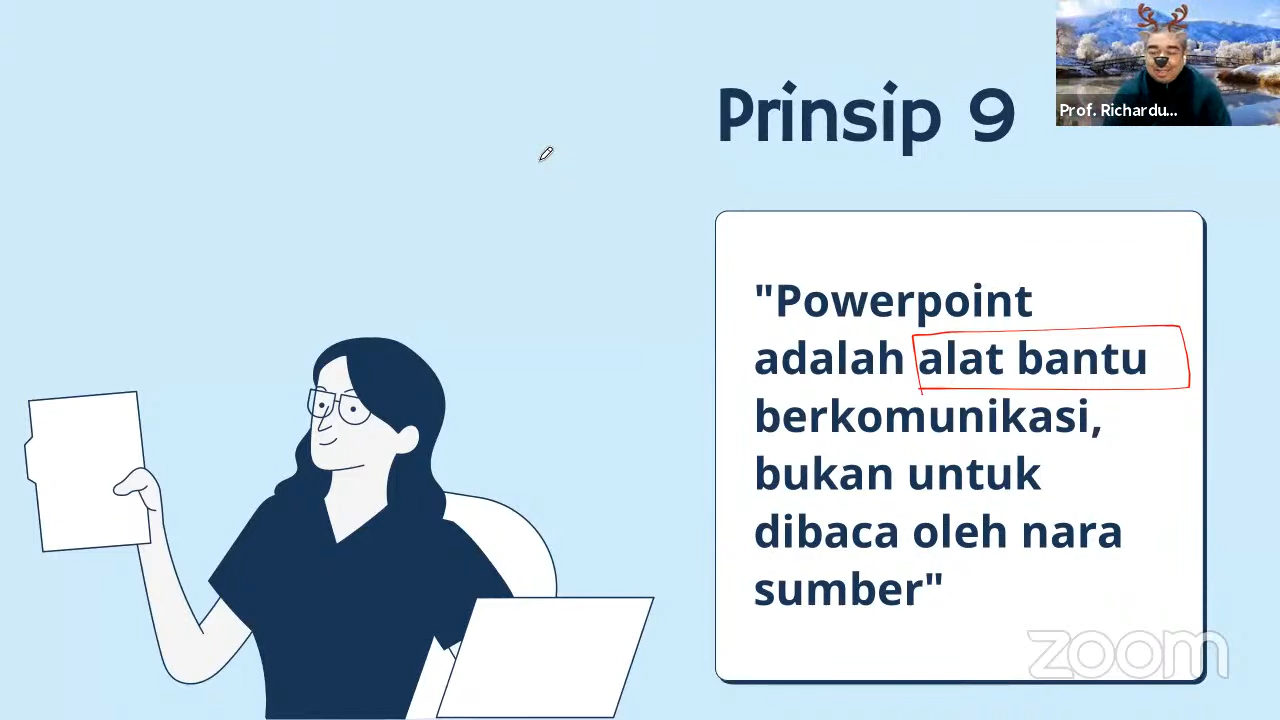 Prinsip 9
Prof. Richardu...
"Powerpoint
adalah alat bantu
berkomunikasi,
bukan untuk
dibaca oleh nara
sumber"
zoom